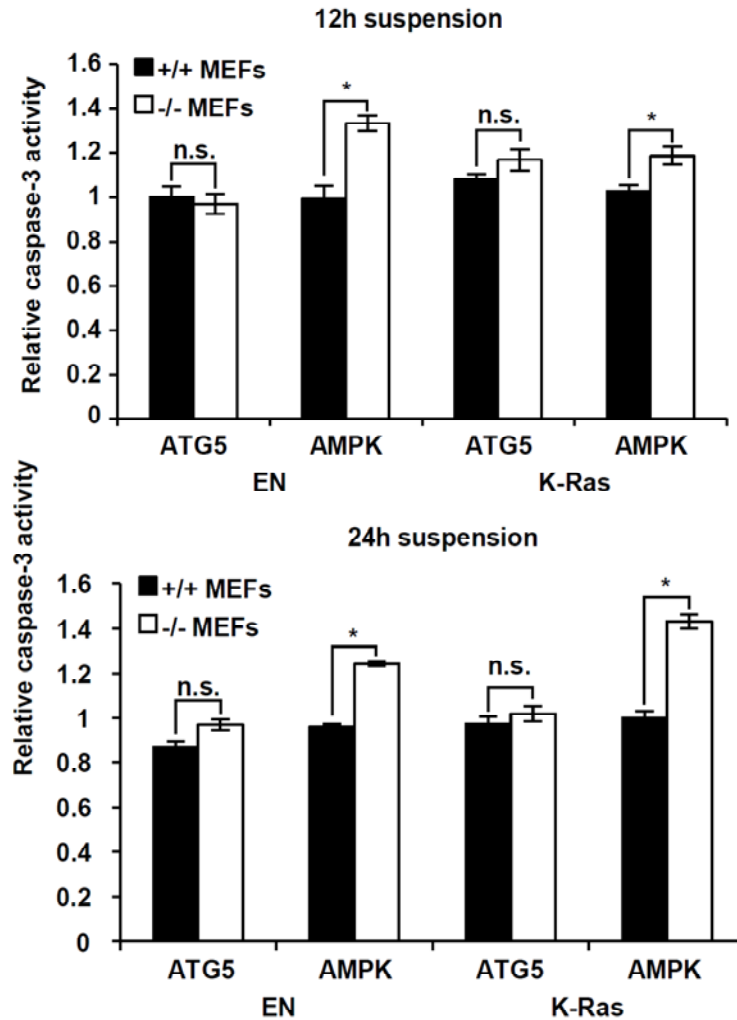 12h suspension
Relative caspase-3 activity
1.6
1.4
1.2
1
0.8
0.6
0.4
0.2
0
+/+ MEFs
-/- MEFs
n.s.
*
n.s.
*
ATG5 AMPK ATG5 AMPK
EN K-Ras
24h suspension
Relative caspase-3 activity
1.6
1.4
1.2
1
0.8
0.6
0.4
0.2
0
+/+ MEFs
-/- MEFs
n.s.
*
n.s.
*
ATG5 AMPK ATG5 AMPK
EN K-Ras